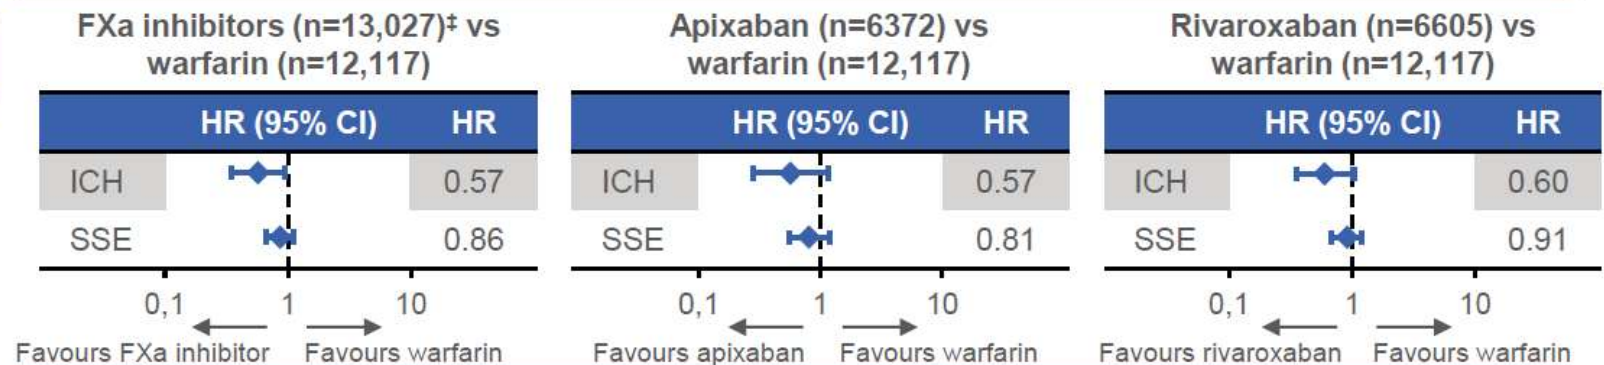 FXa inhibitors (n=13,027)‡ vs
warfarin (n=12,117)
HR (95% CI) HR
ICH 0.57
SSE 0.86
0,1 1 10
Favours FXa inhibitor Favours warfarin
Apixaban (n=6372) vs
warfarin (n=12,117)
HR (95% CI) HR
ICH 0.57
SSE 0.81
0,1 1 10
Favours apixaban Favours warfarin
Rivaroxaban (n=6605) vs
warfarin (n=12,117)
HR (95% CI) HR
ICH 0.60
SSE 0.91
0,1 1 10
Favours rivaroxaban Favours warfarin